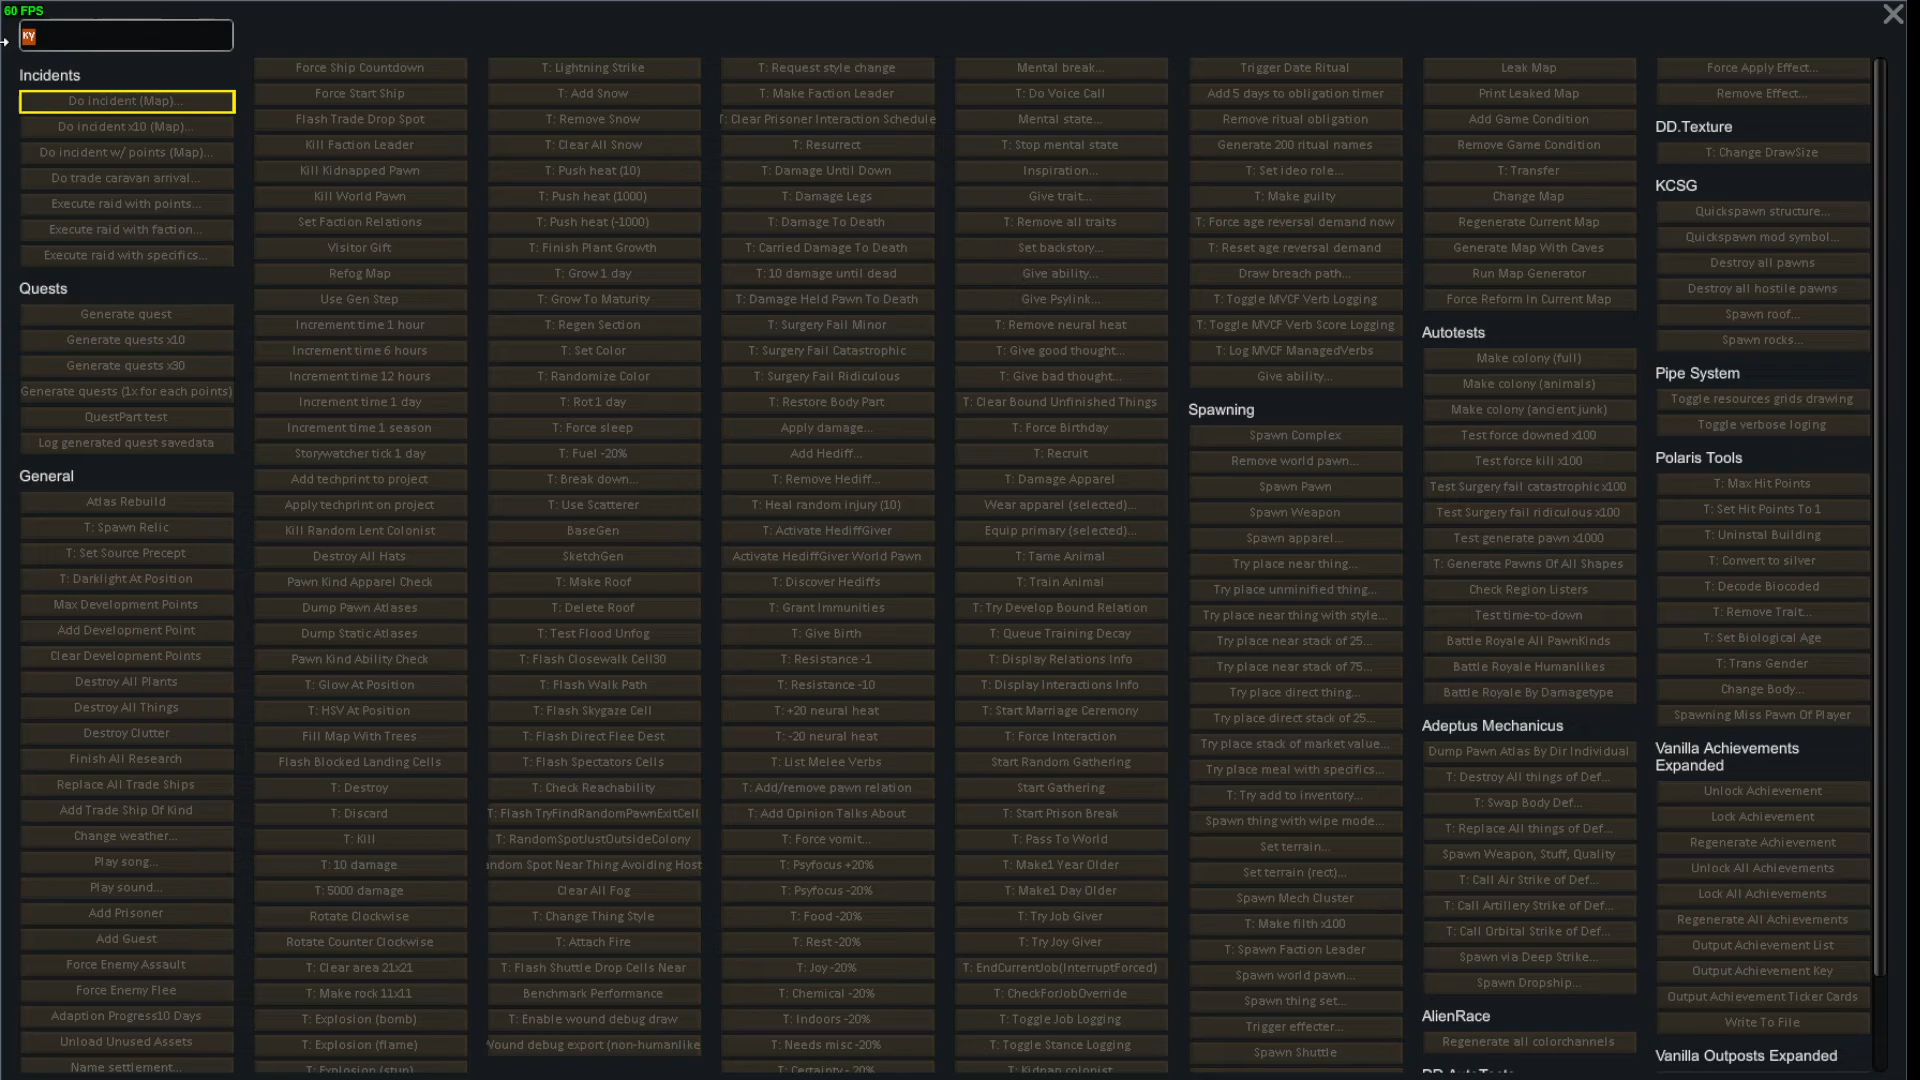 60 FPS
ку
Incidents
Do incident (Map)...
Do incident x10 (Map)...
Do incident w/ points (Map)...
Do trade caravan arrival...
Execute raid with points...
Execute raid with faction...
Execute raid with specifics...
Quests
Generate quest
Generate quests x10
Generate quests x30
Generate quests (1x for each points)
QuestPart test
Log generated quest savedata
General
Atlas Rebuild
T: Spawn Relic
T: Set Source Precept
T: Darklight At Position
Max Development Points
Add Development Point
Clear Development Points
Destroy All Plants
Destroy All Things
Destroy Clutter
Finish All Research
Replace All Trade Ships
Add Trade Ship Of Kind
Change weather...
Play song...
Play sound...
Add Prisoner
Add Guest
Force Enemy Assault
Force Enemy Flee
Adaption Progress10 Days
Unload Unused Assets
Name settlement...
Force Ship Countdown
Force Start Ship
Flash Trade Drop Spot
Kill Faction Leader
Kill Kidnapped Pawn
Kill World Pawn
Set Faction Relations
Visitor Gift
Refog Map
Use Gen Step
Increment time 1 hour
Increment time 6 hours
Increment time 12 hours
Increment time 1 day
Increment time 1 season
Storywatcher tick 1 day
Add techprint to project
Apply techprint on project
Kill Random Lent Colonist
Destroy All Hats
Pawn Kind Apparel Check
Dump Pawn Atlases
Dump Static Atlases
Pawn Kind Ability Check
T: Glow At Position
T: HSV At Position
Fill Map With Trees
Flash Blocked Landing Cells
T: Destroy
T: Discard
T: Kill
T: 10 damage
T: 5000 damage
Rotate Clockwise
Rotate Counter Clockwise
T: Clear area 21x21
T: Make rock 11x11
T: Explosion (bomb)
T: Explosion (flame)
T: Explosion (stun)
T: Lightning Strike
T: Add Snow
T: Remove Snow
T: Clear All Snow
T: Push heat (10)
T: Push heat (1000)
T: Push heat (-1000)
T: Finish Plant Growth
T: Grow 1 day
T: Grow To Maturity
T: Regen Section
T: Set Color
T: Randomize Color
T: Rot 1 day
T: Force sleep
T: Fuel -20%
T: Break down...
T: Use Scatterer
BaseGen
SketchGen
T: Make Roof
T: Delete Roof
T: Test Flood Unfog
T: Flash Closewalk Cell30
T: Flash Walk Path
T: Flash Skygaze Cell
T: Flash Direct Flee Dest
T: Flash Spectators Cells
T: Check Reachability
T: Flash TryFindRandomPawnExitCell
T: RandomSpotJustOutsideColony
andom Spot Near Thing Avoiding Host
Clear All Fog
T: Change Thing Style
T: Attach Fire
T: Flash Shuttle Drop Cells Near
Benchmark Performance
T: Enable wound debug draw
Wound debug export (non-humanlike
T: Request style change
T: Make Faction Leader
T: Clear Prisoner Interaction Schedule
T: Resurrect
T: Damage Until Down
T: Damage Legs
T: Damage To Death
T: Carried Damage To Death
T: 10 damage until dead
T: Damage Held Pawn To Death
T: Surgery Fail Minor
T: Surgery Fail Catastrophic
T: Surgery Fail Ridiculous
T: Restore Body Part
Apply damage...
Add Hediff...
T: Remove Hediff...
T: Heal random injury (10)
T: Activate HediffGiver
Activate HediffGiver World Pawn
T: Discover Hediffs
T: Grant Immunities
T: Give Birth
T: Resistance -1
T: Resistance -10
T: +20 neural heat
T: -20 neural heat
T: List Melee Verbs
T: Add/remove pawn relation
T: Add Opinion Talks About
T: Force vomit...
T: Psyfocus +20%
T: Psyfocus -20%
T: Food -20%
T: Rest -20%
T: Joy -20%
T: Chemical -20%
T: Indoors -20%
T: Needs misc -20%
T: Certainty - 20%
Mental break...
T: Do Voice Call
Mental state...
T: Stop mental state
Inspiration...
Give trait...
T: Remove all traits
Set backstory...
Give ability...
Give Psylink...
T: Remove neural heat
T: Give good thought...
T: Give bad thought...
T: Clear Bound Unfinished Things
T: Force Birthday
T: Recruit
T: Damage Apparel
Wear apparel (selected)...
Equip primary (selected)...
T: Tame Animal
T: Train Animal
T: Try Develop Bound Relation
T: Queue Training Decay
T: Display Relations Info
T: Display Interactions Info
T: Start Marriage Ceremony
T: Force Interaction
Start Random Gathering
Start Gathering
T: Start Prison Break
T: Pass To World
T: Make1 Year Older
T: Make1 Day Older
T: Try Job Giver
T: Try Joy Giver
T: EndCurrentJob(InterruptForced)
T: CheckForJobOverride
T: Toggle Job Logging
T: Toggle Stance Logging
T: Kidnap colonist
Trigger Date Ritual
Add 5 days to obligation timer
Remove ritual obligation
Generate 200 ritual names
T: Set ideo role...
T: Make guilty
T: Force age reversal demand now
T: Reset age reversal demand
Draw breach path...
T: Toggle MVCF Verb Logging
T: Toggle MVCF Verb Score Logging
T: Log MVCF ManagedVerbs
Give ability...
Spawning
Spawn Complex
Remove world pawn...
Spawn Pawn
Spawn Weapon
Spawn apparel...
Try place near thing...
Try place unminified thing...
Try place near thing with style...
Try place near stack of 25...
Try place near stack of 75...
Try place direct thing...
Try place direct stack of 25...
Try place stack of market value...
Try place meal with specifics...
T: Try add to inventory...
Spawn thing with wipe mode...
Set terrain...
Set terrain (rect)...
Spawn Mech Cluster
T: Make filth x100
T: Spawn Faction Leader
Spawn world pawn...
Spawn thing set...
Trigger effecter...
Spawn Shuttle
Leak Map
Print Leaked Map
Add Game Condition
Remove Game Condition
T: Transfer
Change Map
Regenerate Current Map
Generate Map With Caves
Run Map Generator
Force Reform In Current Map
Autotests
Make colony (full)
Make colony (animals)
Make colony (ancient junk)
Test force downed x100
Test force kill x100
Test Surgery fail catastrophic x100
Test Surgery fail ridiculous x100
Test generate pawn x1000
T: Generate Pawns Of All Shapes
Check Region Listers
Test time-to-down
Battle Royale All PawnKinds
Battle Royale Humanlikes
Battle Royale By Damagetype
Adeptus Mechanicus
Dump Pawn Atlas By Dir Individual
T: Destroy All things of Def...
T: Swap Body Def...
T: Replace All things of Def...
Spawn Weapon, Stuff, Quality
T: Call Air Strike of Def...
T: Call Artillery Strike of Def...
T: Call Orbital Strike of Def...
Spawn via Deep Strike...
Spawn Dropship...
AlienRace
Regenerate all colorchannels
DD.AutoTests
Force Apply Effect...
Remove Effect...
DD.Texture
T: Change DrawSize
KCSG
Quickspawn structure...
Quickspawn mod symbol...
Destroy all pawns
Destroy all hostile pawns
Spawn roof...
Spawn rocks...
Pipe System
Toggle resources grids drawing
Toggle verbose loging
Polaris Tools
T: Max Hit Points
T: Set Hit Points To 1
T: Uninstal Building
T: Convert to silver
T: Decode Biocoded
T: Remove Trait...
T: Set Biological Age
T: Trans Gender
Change Body...
Spawning Miss Pawn Of Player
Vanilla Achievements
Expanded
Unlock Achievement
Lock Achievement
Regenerate Achievement
Unlock All Achievements
Lock All Achievements
Regenerate All Achievements
Output Achievement List
Output Achievement Key
Output Achievement Ticker Cards
Write To File
Vanilla Outposts Expanded